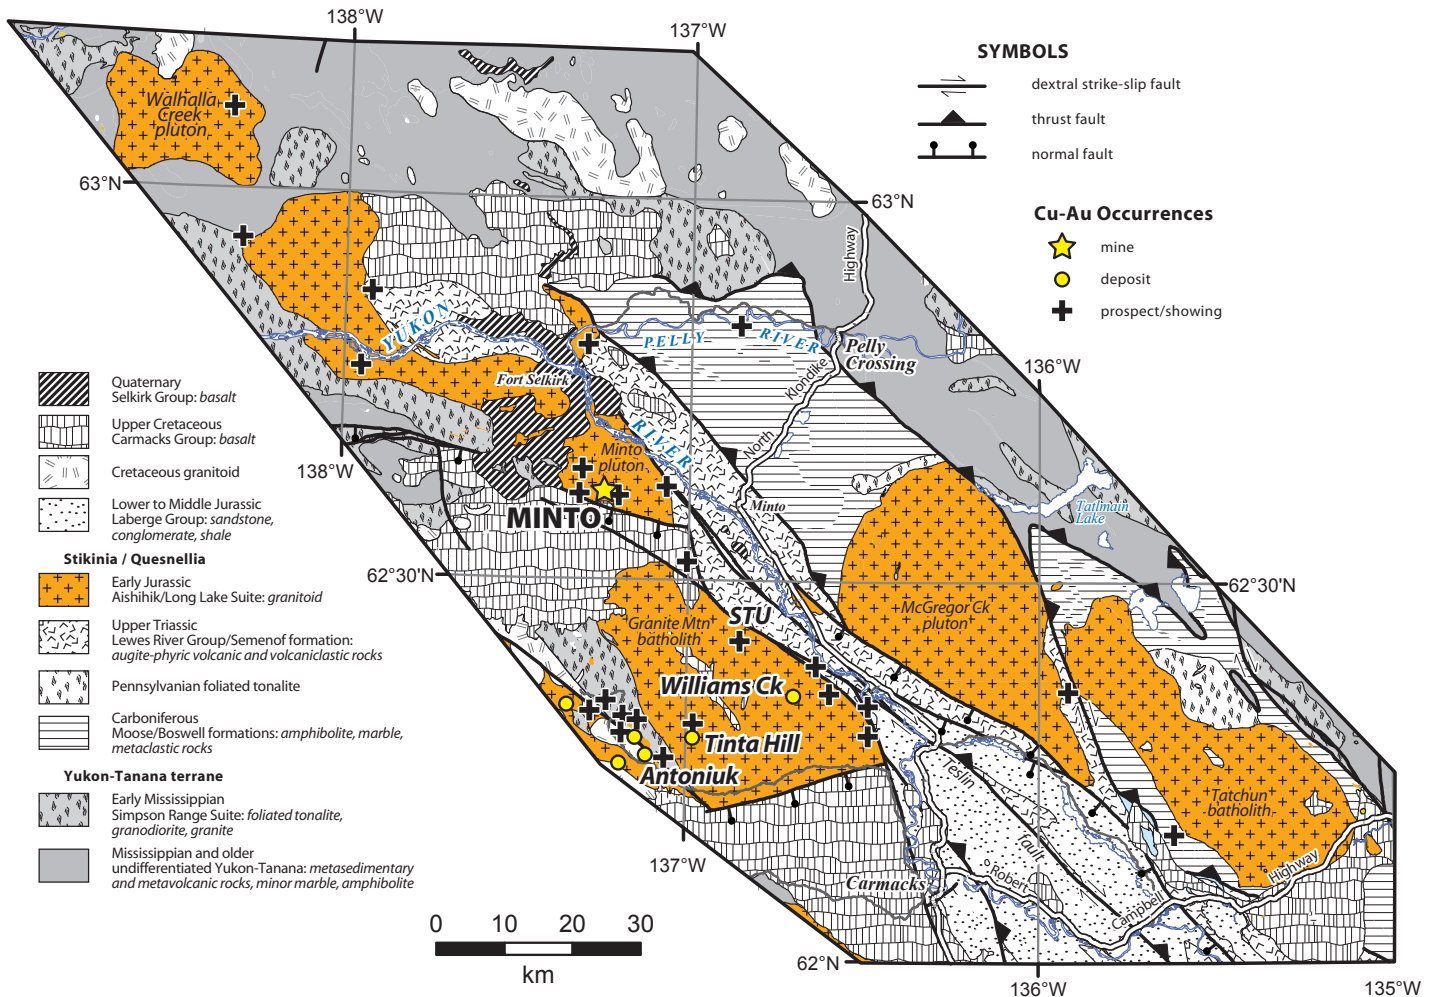 138°W
137°W
SYMBOLS
dextral strike-slip fault
thrust fault
normal fault
Cu-Au Occurrences
mine
deposit
prospect/showing
Walhalla
Creek
pluton
63°N
63°N
Highway
YUKON
PELLY
RIVER
Pelly
Crossing
Klondike
North
136°W
Fort Selkirk
RIVER
Minto
pluton
MINTO
Minto
Tatlmain
Lake
138°W
62°30'N
62°30'N
Quaternary
Selkirk Group: basalt
Upper Cretaceous
Carmacks Group: basalt
Cretaceous granitoid
Lower to Middle Jurassic
Laberge Group: sandstone,
conglomerate, shale
Stikinia / Quesnellia
Early Jurassic
Aishihik/Long Lake Suite: granitoid
Upper Triassic
Lewes River Group/Semenof formation:
augite-phyric volcanic and volcaniclastic rocks
Pennsylvanian foliated tonalite
Carboniferous
Moose/Boswell formations: amphibolite, marble,
metaclastic rocks
Yukon-Tanana terrane
Early Mississippian
Simpson Range Suite: foliated tonalite,
granodiorite, granite
Mississippian and older
undifferentiated Yukon-Tanana: metasedimentary
and metavolcanic rocks, minor marble, amphibolite
Granite Mtn
batholith
STU
McGregor Ck
pluton
Williams Ck
Tinta Hill
Antoniuk
Teslin
fault
Tatchun
batholith
137°W
Carmacks
Robert
Campbell
Highway
0 10 20 30
km
62°N
136°W
135°W